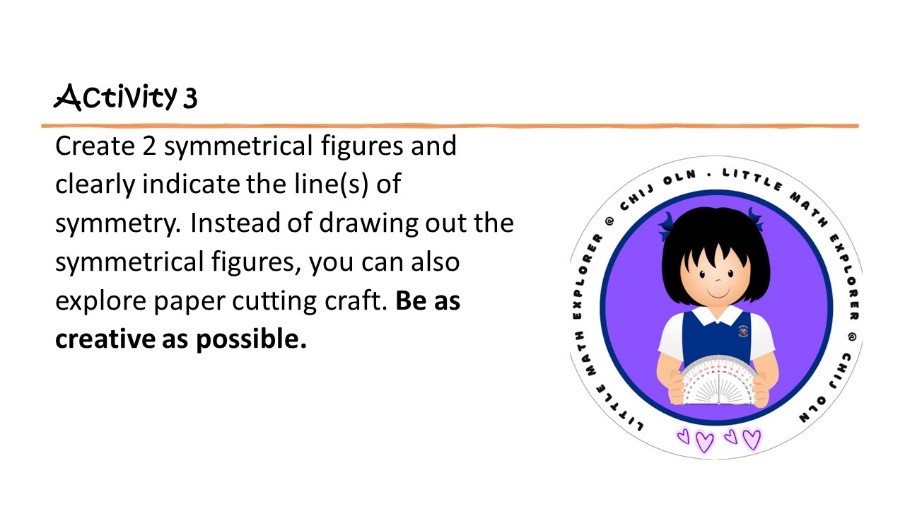 Activity 3
Create 2 symmetrical figures and
clearly indicate the line(s) of
symmetry. Instead of drawing out the
symmetrical figures, you can also
explore paper cutting craft. Be as
creative as possible.
LITTLE MATH EXPLORER @ CHIJ OLN · LITTLE MATH EXPLORER @ CHIJ OLN